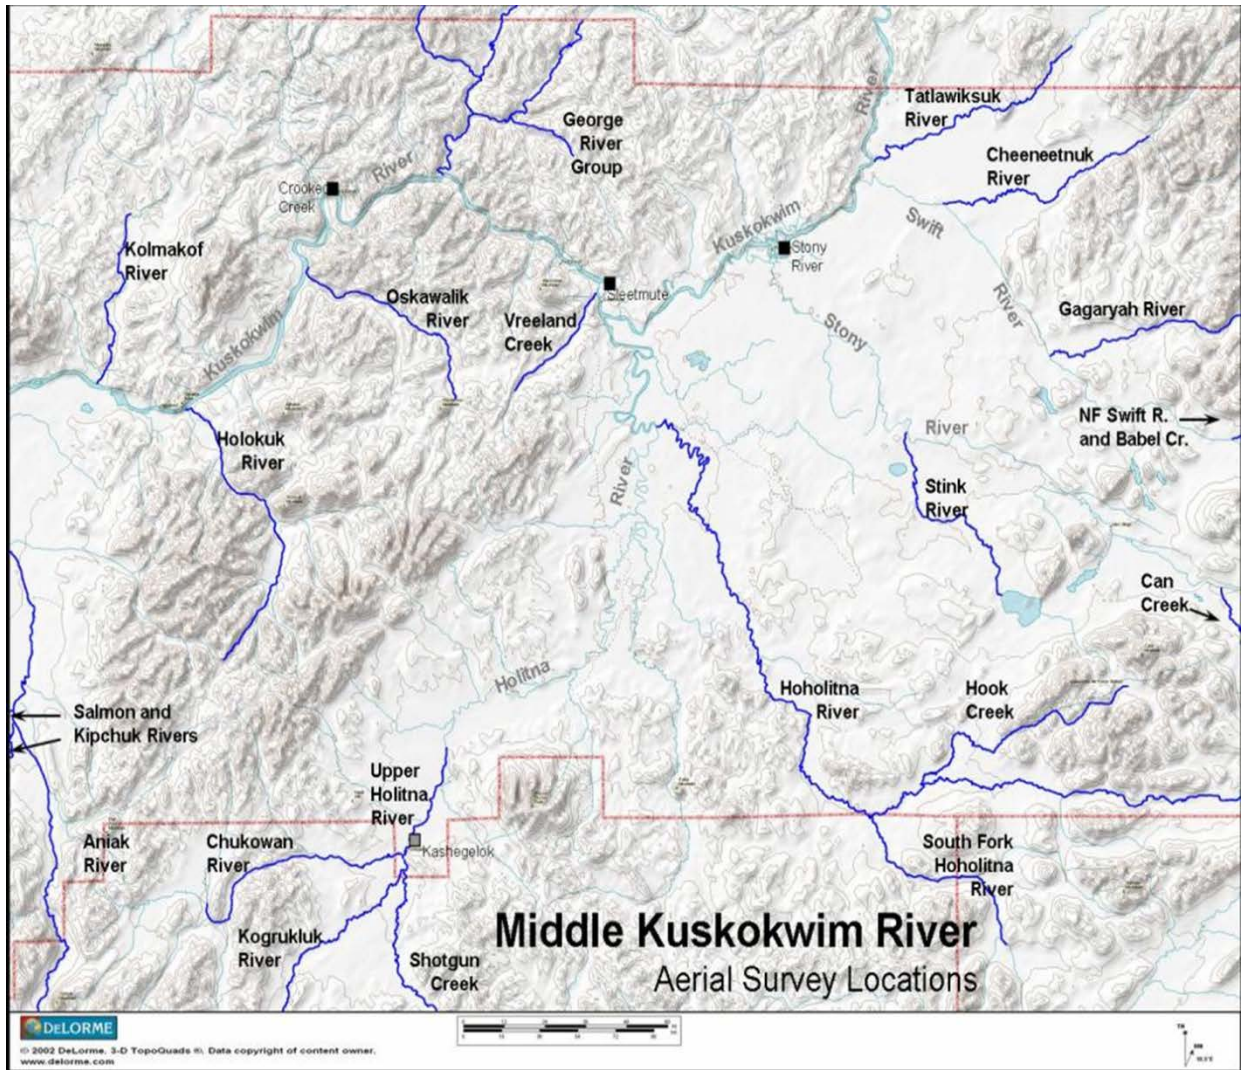 Tatlawiksuk
River
River
George
River
Group
Cheeneetnuk
River
River
Crooked
Creek
Kuskokwim
Swift
Stony
River
Kolmakof
River
Oskawalik
River
Sleetmute
River
Gagaryah River
Vreeland
Creek
Stony
Kuskokwim
NF Swift R.
and Babel Cr.
River
Holokuk
River
River
Stink
River
Can
Creek
Holitna
Hoholitna
River
Hook
Creek
Salmon and
Kipchuk Rivers
Upper
Holitna
River
Aniak
River
Chukowan
River
Kashegelok
South Fork
Hoholitna
River
Kogrukluk
River
Shotgun
Creek
Middle Kuskokwim River
Aerial Survey Locations
DELORME
© 2002 DeLorme. 3-D TopoQuads ®. Data copyright of content owner.
www.delorme.com
TN
MN